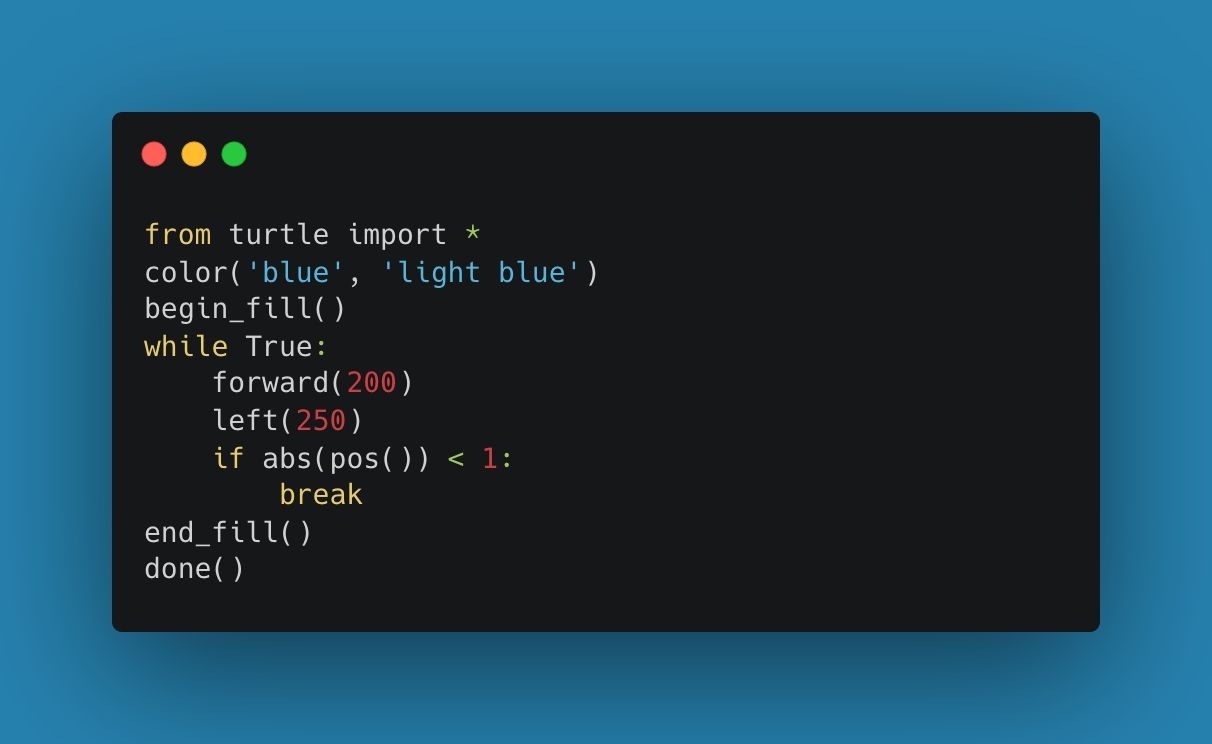 from turtle import *
color('blue', 'light blue')
begin_fill()
while True:
    forward(200)
    left(250)
    if abs(pos()) < 1:
        break
end_fill()
done()